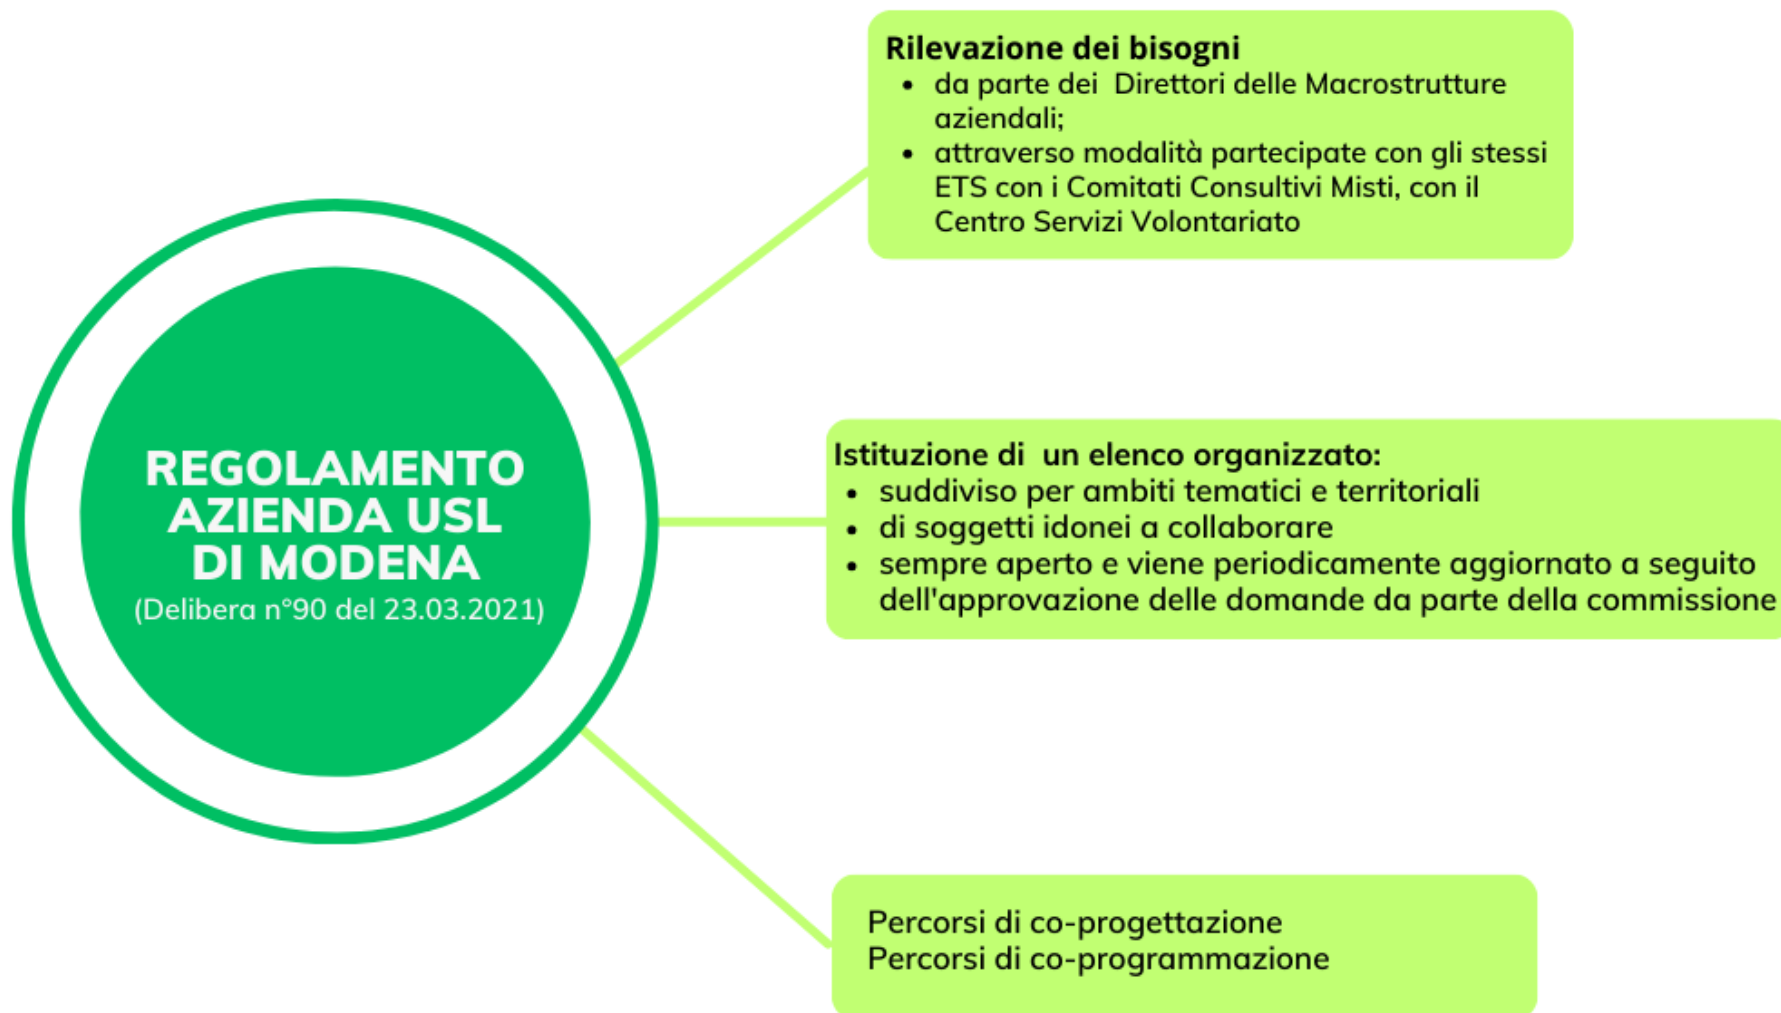 Rilevazione dei bisogni
• da parte dei Direttori delle Macrostrutture
aziendali;
• attraverso modalità partecipate con gli stessi
ETS con i Comitati Consultivi Misti, con il
Centro Servizi Volontariato
REGOLAMENTO
AZIENDA USL
DI MODENA
(Delibera n°90 del 23.03.2021)
Istituzione di un elenco organizzato:
• suddiviso per ambiti tematici e territoriali
• di soggetti idonei a collaborare
• sempre aperto e viene periodicamente aggiornato a seguito
dell'approvazione delle domande da parte della commissione
Percorsi di co-progettazione
Percorsi di co-programmazione